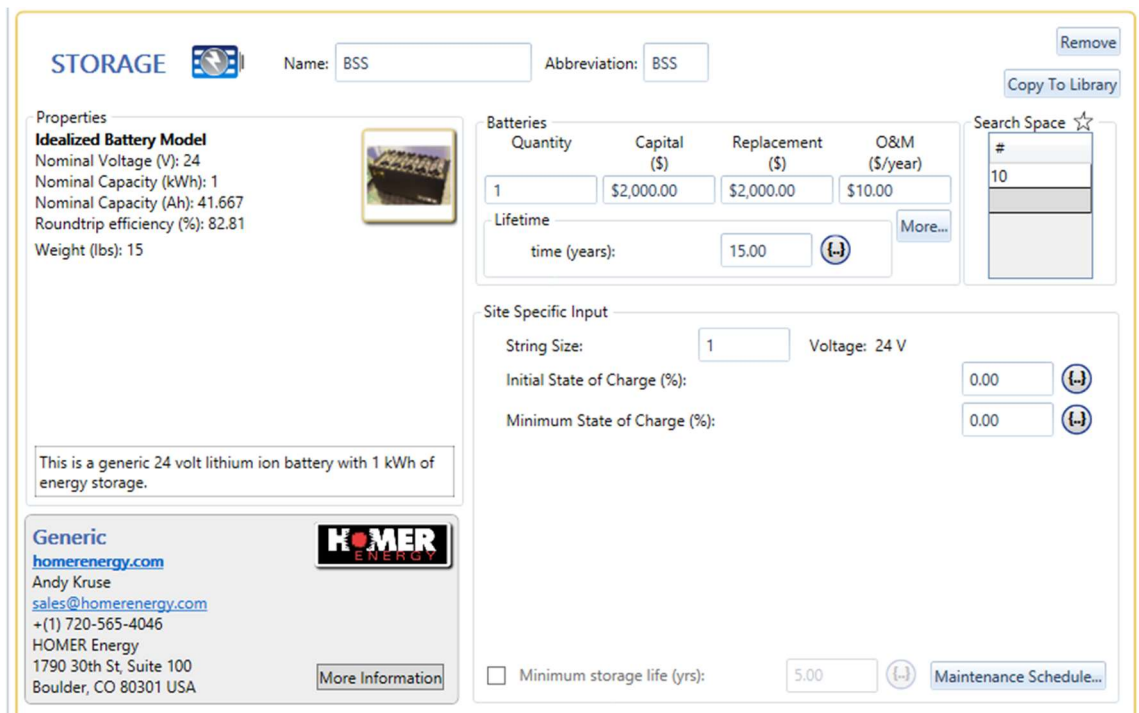 STORAGE
Name: BSS
Abbreviation: BSS
Remove
Copy To Library
Properties
Idealized Battery Model
Nominal Voltage (V): 24
Nominal Capacity (kWh): 1
Nominal Capacity (Ah): 41.667
Roundtrip efficiency (%): 82.81
Weight (lbs): 15
This is a generic 24 volt lithium ion battery with 1 kWh of
energy storage.
Generic
homerenergy.com
Andy Kruse
sales@homerenergy.com
+(1) 720-565-4046
HOMER Energy
1790 30th St, Suite 100
Boulder, CO 80301 USA
HOMER
ENERGY
More Information
Batteries
Quantity Capital Replacement O&M
($) ($) ($/year)
1 $2,000.00 $2,000.00 $10.00
Lifetime
time (years): 15.00 {..}
More...
Search Space
#
10
Site Specific Input
String Size: 1 Voltage: 24 V
Initial State of Charge (%): 0.00 {..}
Minimum State of Charge (%): 0.00 {..}
Minimum storage life (yrs): 5.00 {..} Maintenance Schedule...